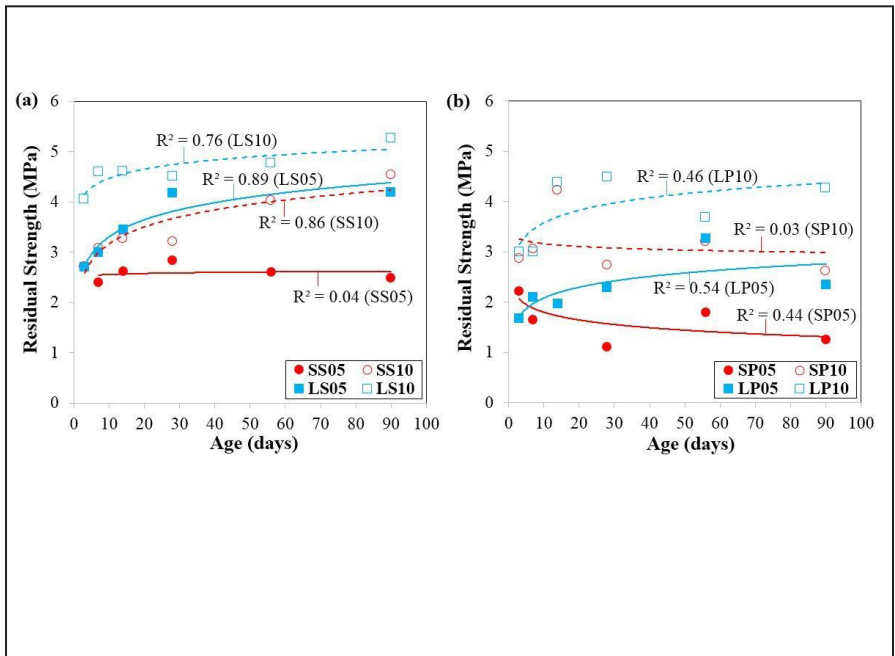 (a)
Residual Strength (MPa)
6
5
4
3
2
1
0
R² = 0.76 (LS10)
R² = 0.89 (LS05)
R² = 0.86 (SS10)
R² = 0.04 (SS05)
SS05 SS10
LS05 LS10
0 10 20 30 40 50 60 70 80 90 100
Age (days)
(b)
Residual Strength (MPa)
6
5
4
3
2
1
0
R² = 0.46 (LP10)
R² = 0.03 (SP10)
R² = 0.54 (LP05)
R² = 0.44 (SP05)
SP05 SP10
LP05 LP10
0 10 20 30 40 50 60 70 80 90 100
Age (days)